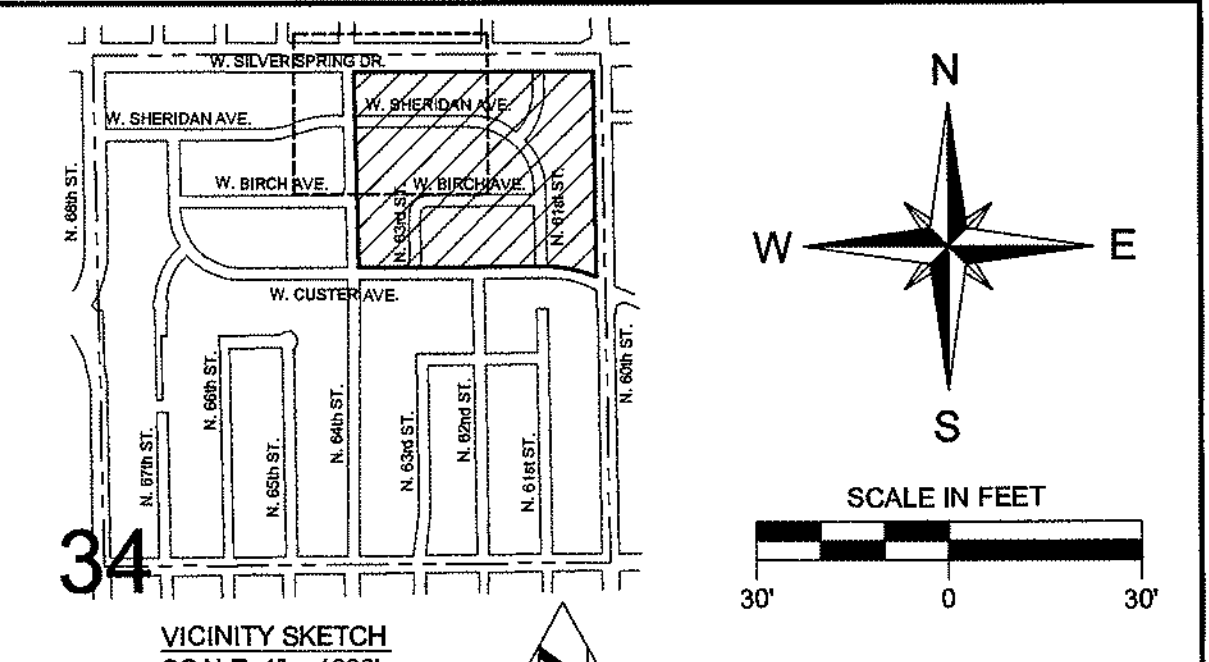 W. SILVER SPRING DR.
W. SHERIDAN AVE.
W. SHERIDAN AVE.
N. 68th ST.
W. BIRCH AVE.
W. BIRCH AVE.
N. 63rd ST.
N. 61st ST.
W. CUSTER AVE.
N. 60th ST.
N. 66th ST.
N. 64th ST.
N. 62nd ST.
N. 63rd ST.
N. 67th ST.
N. 65th ST.
N. 61st ST.
34
VICINITY SKETCH
N
W
E
S
SCALE IN FEET
30' 0 30'